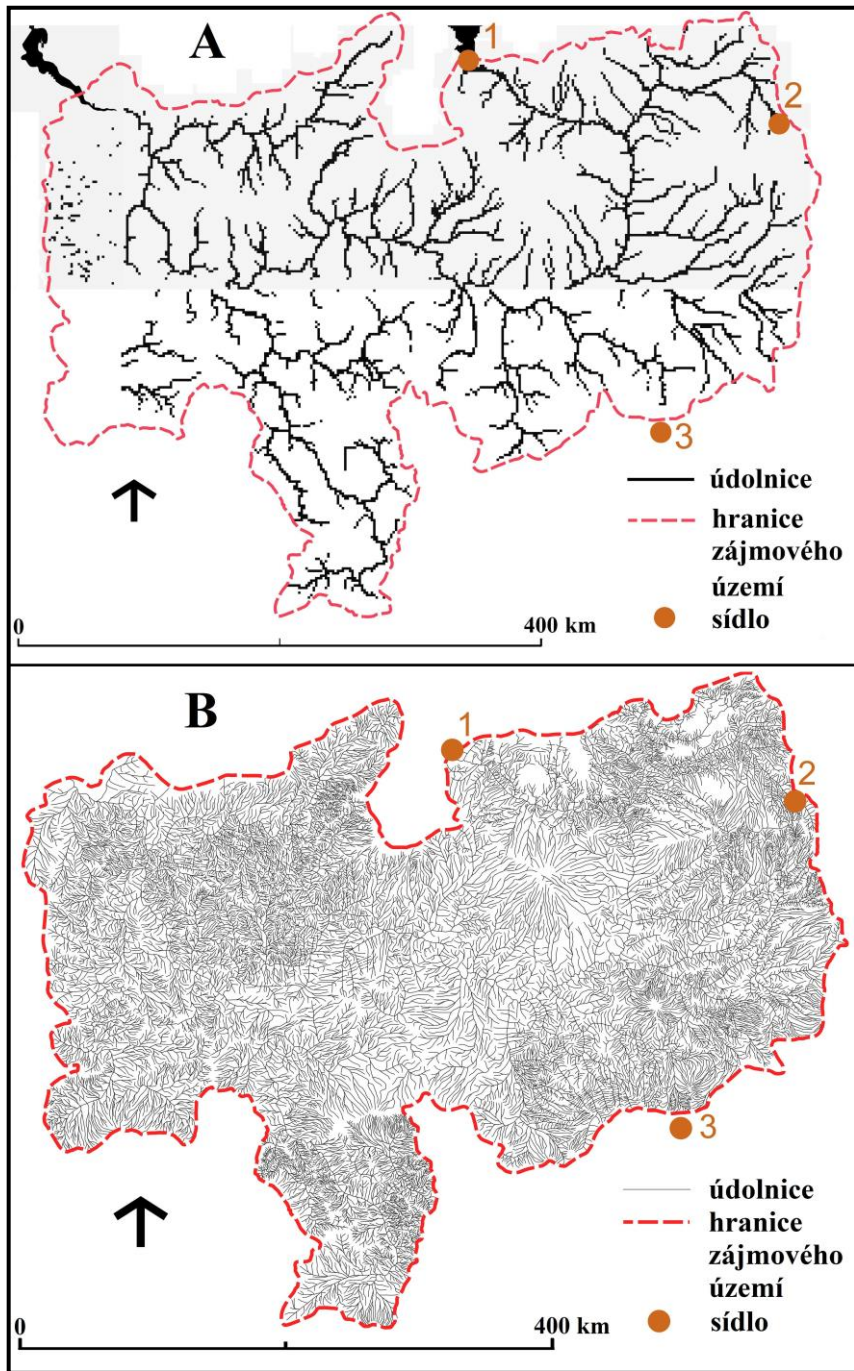 A
1
2
3
údolnice
hranice
zájmového
území
sídlo
0
400 km
B
1
2
3
údolnice
hranice
zájmového
území
sídlo
0
400 km